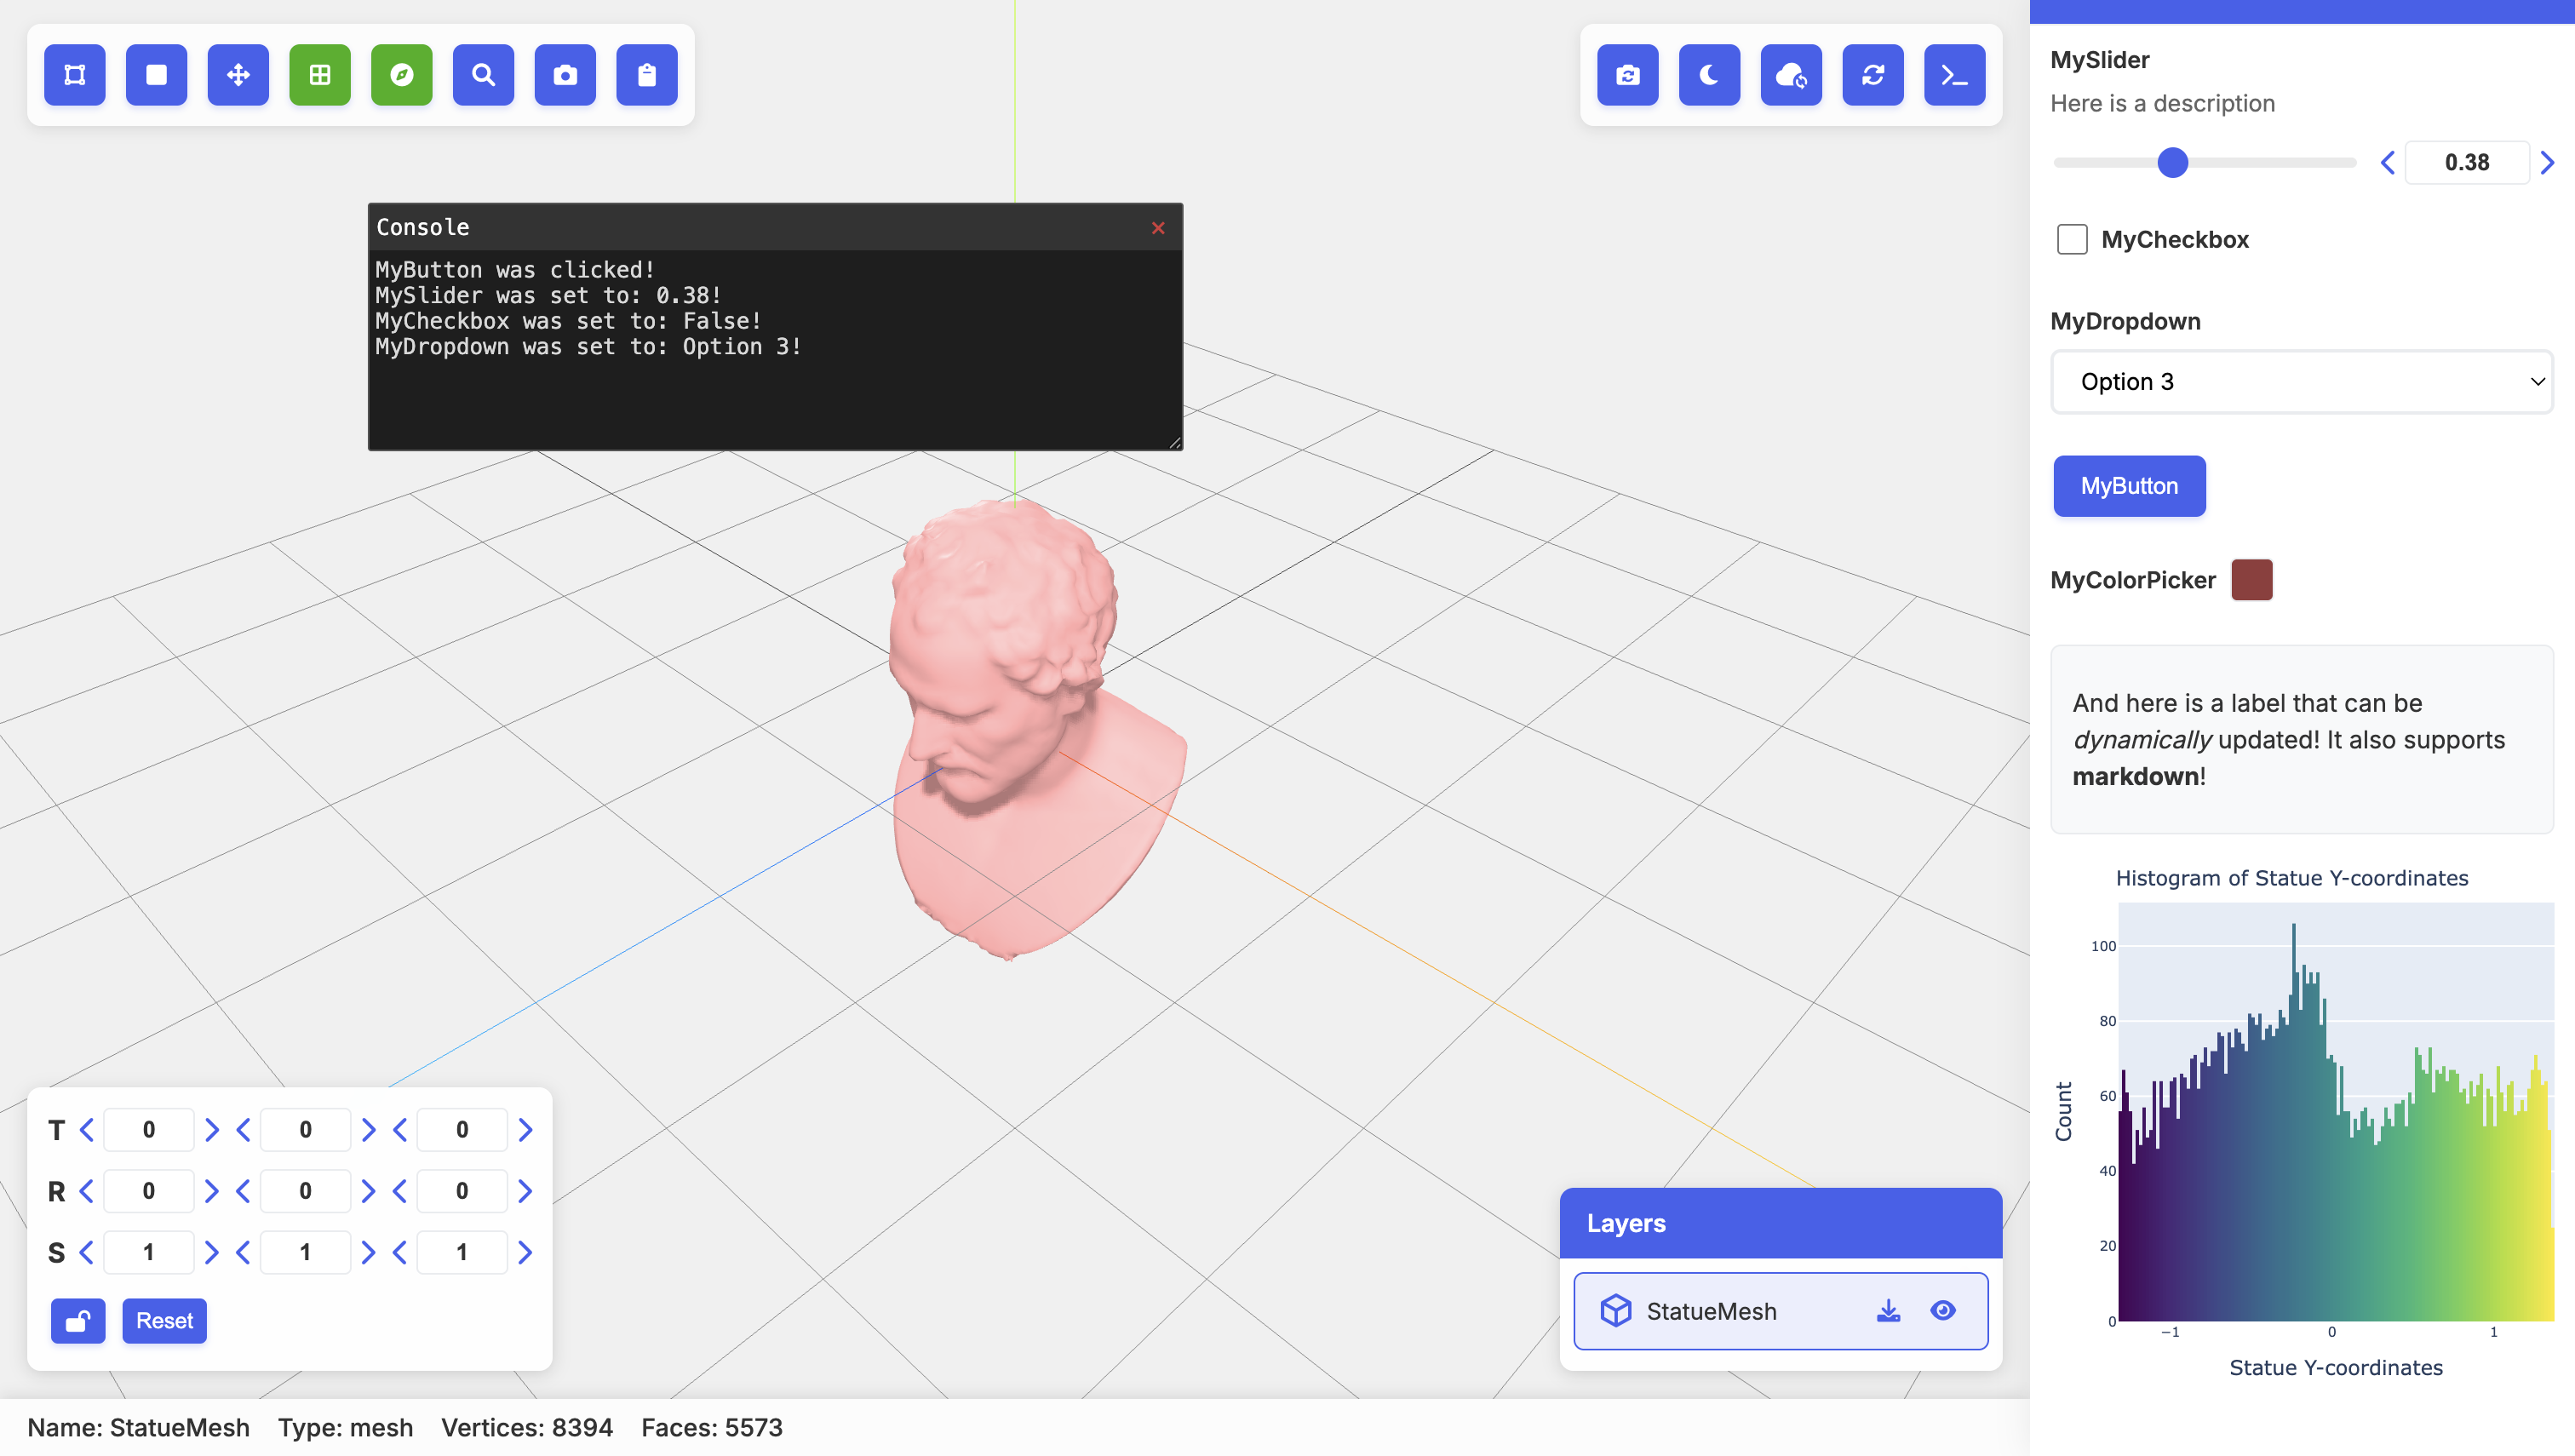 Console
MyButton was clicked!
MySlider was set to: 0.38!
MyCheckbox was set to: False!
MyDropdown was set to: Option 3!
T 0 0 0
R 0 0 0
S 1 1 1
Reset
Layers
StatueMesh
Name: StatueMesh Type: mesh Vertices: 8394 Faces: 5573
MySlider
Here is a description
0.38
MyCheckbox
MyDropdown
Option 3
MyButton
MyColorPicker
And here is a label that can be
dynamically updated! It also supports
markdown!
Histogram of Statue Y-coordinates
100
80
60
40
20
0
Count
−1 0 1
Statue Y-coordinates